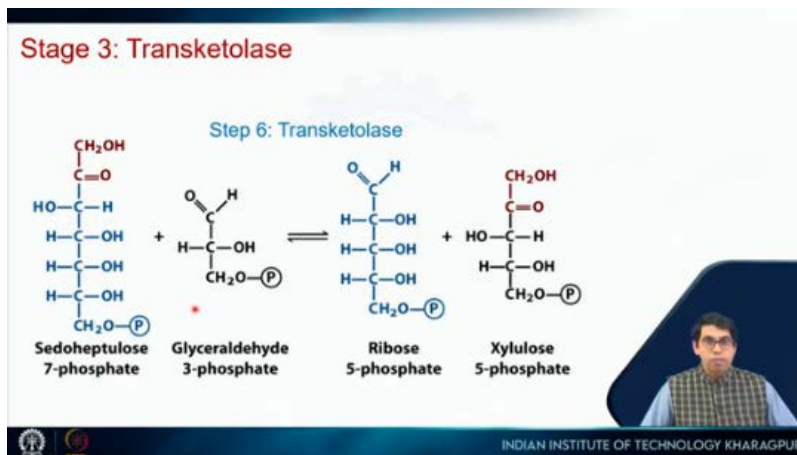 Stage 3: Transketolase
Step 6: Transketolase
CH₂OH
C=O
HO—C—H
H—C—OH
H—C—OH
H—C—OH
CH₂O—P
Sedoheptulose
7-phosphate
+
O H
C
H—C—OH
CH₂O—P
Glyceraldehyde
3-phosphate
O H
C
H—C—OH
H—C—OH
H—C—OH
CH₂O—P
Ribose
5-phosphate
+
CH₂OH
C=O
HO—C—H
H—C—OH
CH₂O—P
Xylulose
5-phosphate
INDIAN INSTITUTE OF TECHNOLOGY KHARAGPUR